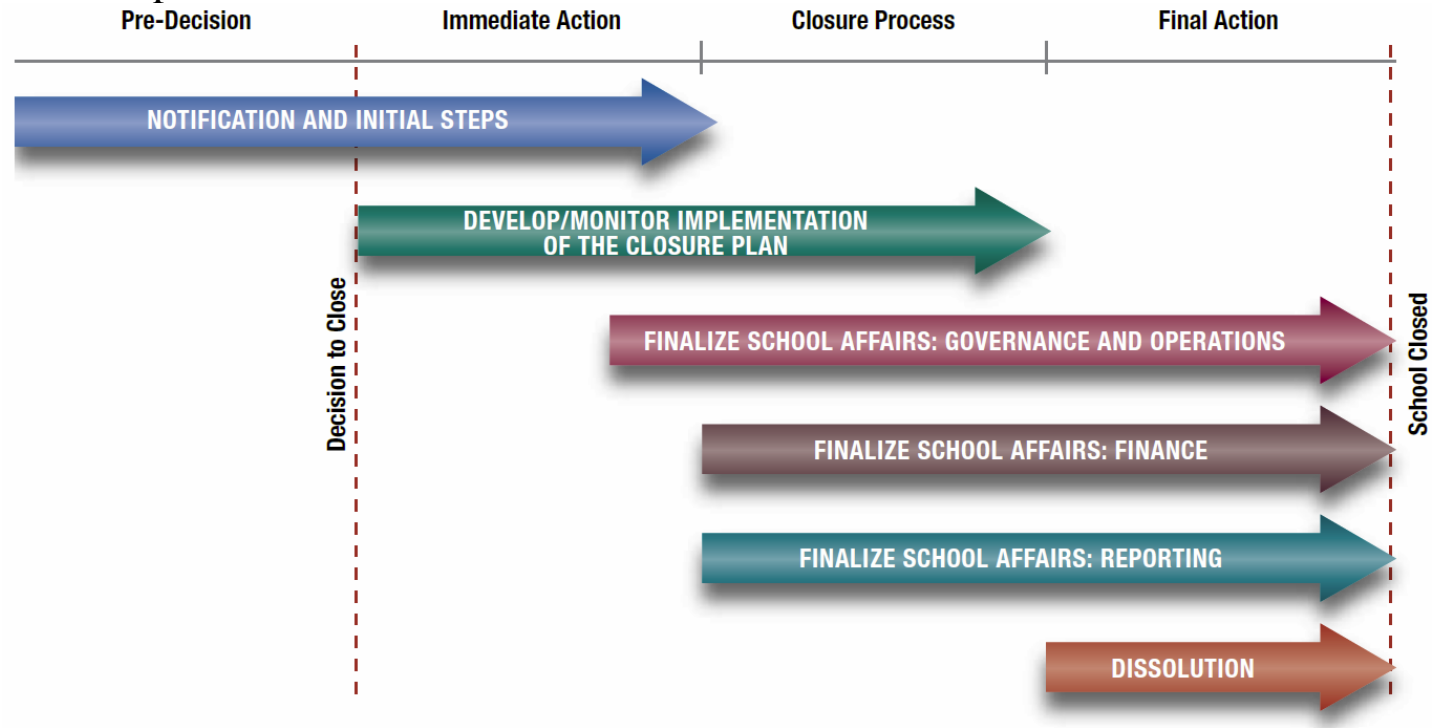 Pre-Decision
Immediate Action
Closure Process
Final Action
NOTIFICATION AND INITIAL STEPS
DEVELOP/MONITOR IMPLEMENTATION
OF THE CLOSURE PLAN
Decision to Close
FINALIZE SCHOOL AFFAIRS: GOVERNANCE AND OPERATIONS
School Closed
FINALIZE SCHOOL AFFAIRS: FINANCE
FINALIZE SCHOOL AFFAIRS: REPORTING
DISSOLUTION